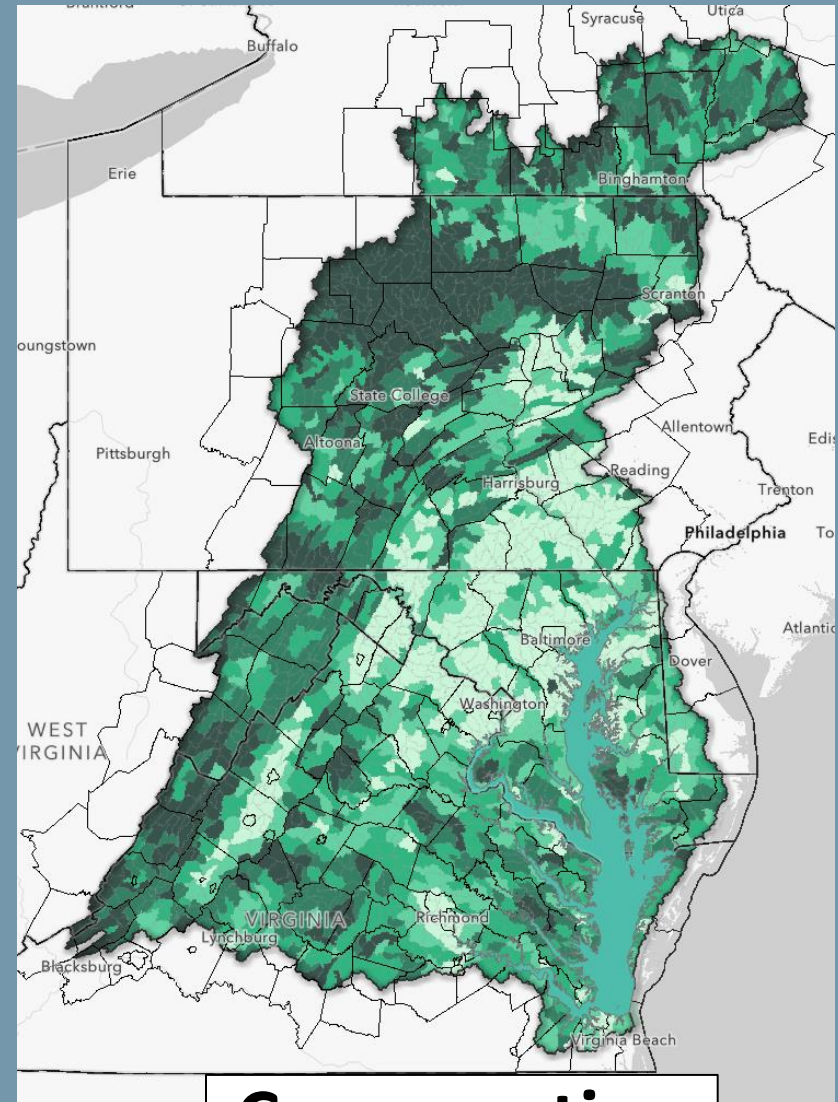 Syracuse
Utica
Buffalo
Erie
Binghamton
Scranton
oungstown
State College
Allentown
Altoona
Pittsburgh
Edis
Reading
Harrisburg
Trenton
Philadelphia
To
Baltimore
Atlantic
Dover
Washington
WEST
VIRGINIA
VIRGINIA
Richmond
Lynchburg
Blacksburg
Virginia Beach